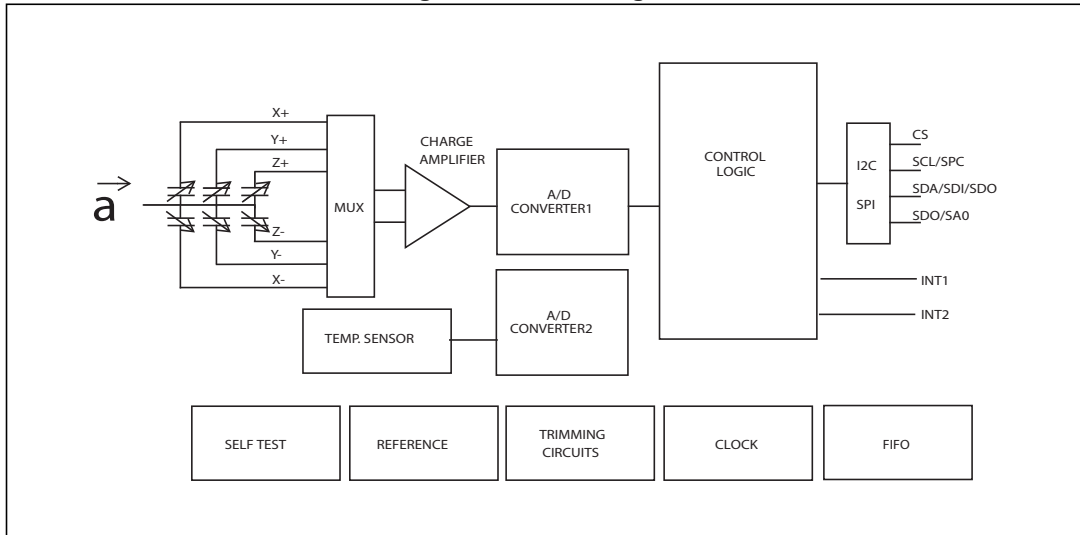 X+
Y+
Z+
a
Z-
Y-
X-
MUX
CHARGE
AMPLIFIER
A/D
CONVERTER1
CONTROL
LOGIC
I2C
SPI
CS
SCL/SPC
SDA/SDI/SDO
SDO/SA0
INT1
INT2
TEMP. SENSOR
A/D
CONVERTER2
SELF TEST
REFERENCE
TRIMMING
CIRCUITS
CLOCK
FIFO